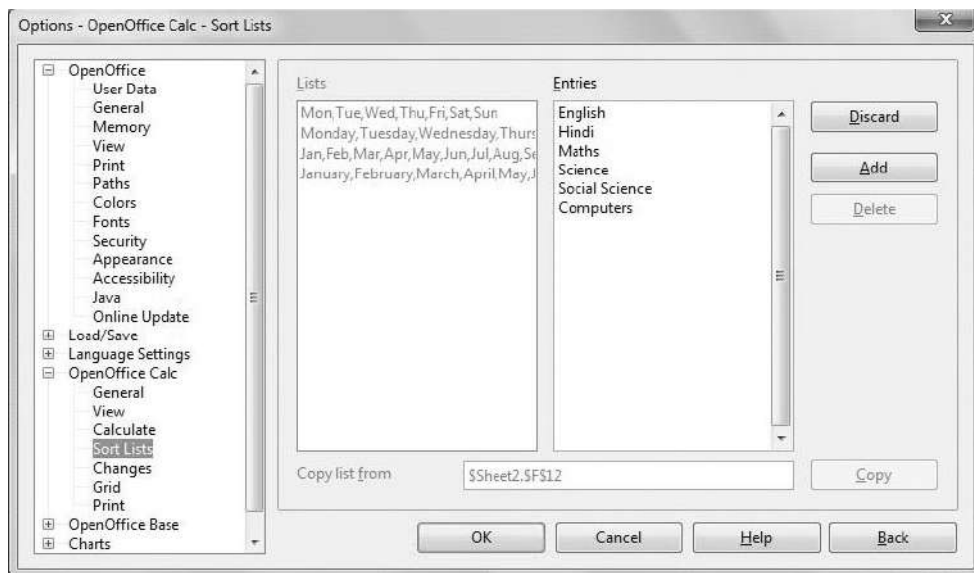 Options - OpenOffice Calc - Sort Lists
OpenOffice
User Data
General
Memory
View
Print
Paths
Colors
Fonts
Security
Appearance
Accessibility
Java
Online Update
Load/Save
Language Settings
OpenOffice Calc
General
View
Calculate
Sort Lists
Changes
Grid
Print
OpenOffice Base
Charts
Lists
Mon,Tue,Wed,Thu,Fri,Sat,Sun
Monday,Tuesday,Wednesday,Thurs
Jan,Feb,Mar,Apr,May,Jun,Jul,Aug,Se
January,February,March,April,May,J
Entries
English
Hindi
Maths
Science
Social Science
Computers
Discard
Add
Delete
Copy list from
$Sheet2.$F$12
Copy
OK
Cancel
Help
Back